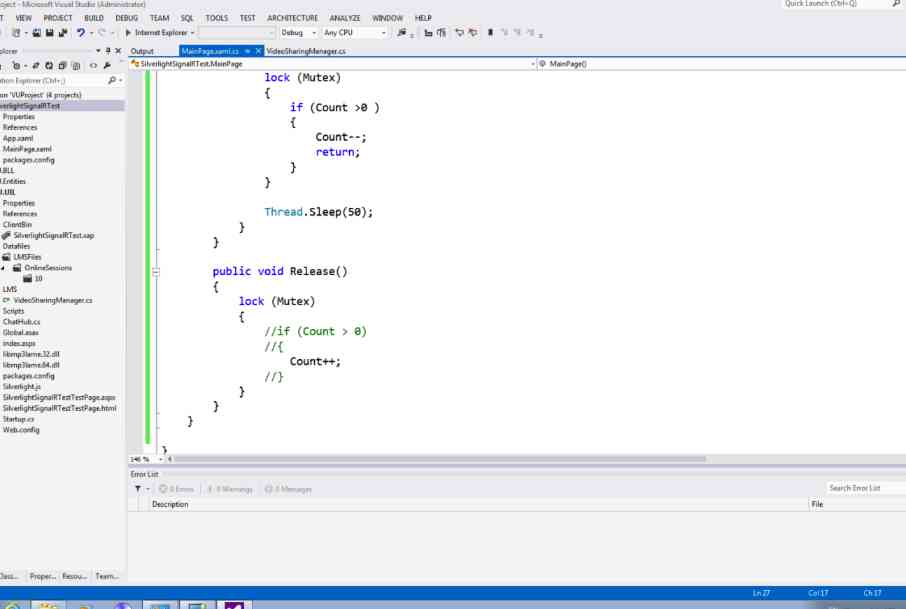 oject - Microsoft Visual Studio (Administrator)
Quick Launch (Ctrl+Q)
VIEW PROJECT BUILD DEBUG TEAM SQL TOOLS TEST ARCHITECTURE ANALYZE WINDOW HELP
Internet Explorer Debug Any CPU
plorer
Output MainPage.xaml.cs VideoSharingManager.cs
SilverlightSignalRTest.MainPage MainPage()
ution Explorer (Ctrl+;)
on 'VUProject' (4 projects)
verlightSignalRTest
Properties
References
App.xaml
MainPage.xaml
packages.config
.BLL
.Entities
.UI
Properties
References
ClientBin
SilverlightSignalRTest.xap
Datafiles
LMSFiles
OnlineSessions
10
LMS
VideoSharingManager.cs
Scripts
ChatHub.cs
Global.asax
index.aspx
libmp3lame.32.dll
libmp3lame.64.dll
packages.config
Silverlight.js
SilverlightSignalRTestTestPage.aspx
SilverlightSignalRTestTestPage.html
Startup.cs
Web.config
lock (Mutex)
{
if (Count >0 )
{
Count--;
return;
}
}
Thread.Sleep(50);
}
}
public void Release()
{
lock (Mutex)
{
//if (Count > 0)
//{
Count++;
//}
}
}
}
}
146 %
Error List
0 Errors 0 Warnings 0 Messages
Search Error List
Description File
Class... Proper... Resou... Team...
Ln 27 Col 17 Ch 17